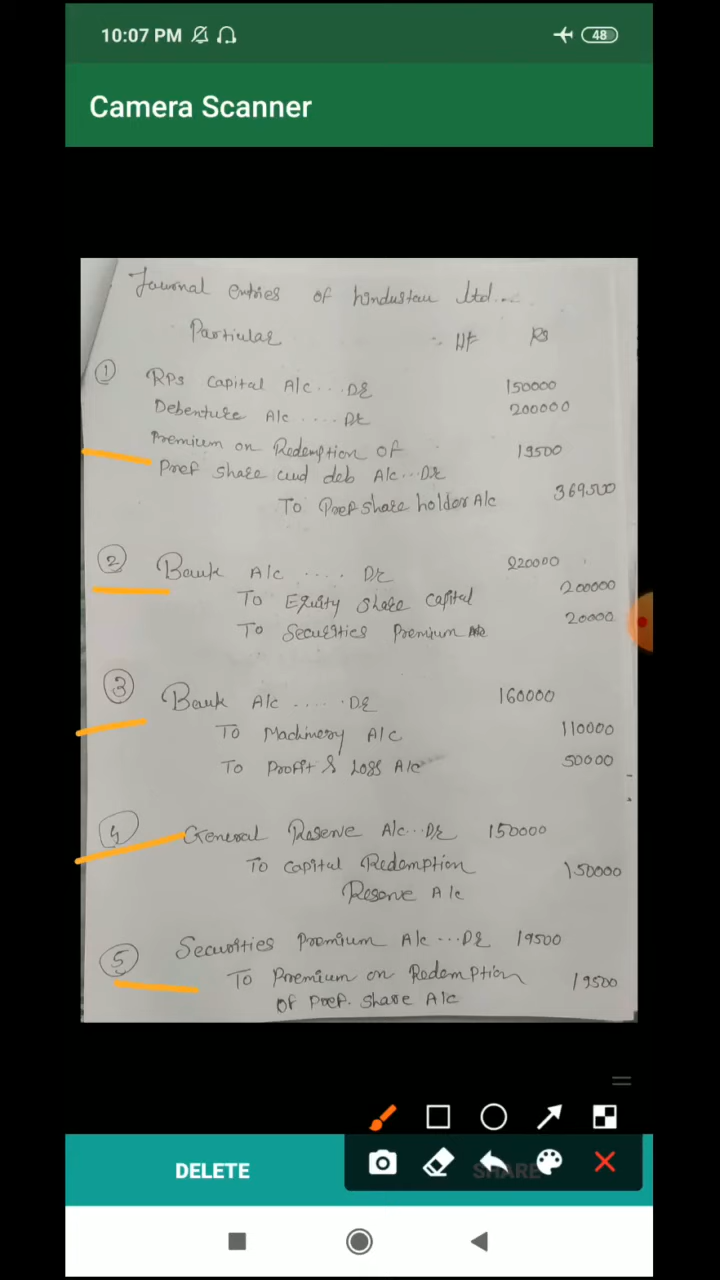 10:07 PM 48
Camera Scanner
Journal entries of hindustan ltd...
Particular Rs
① RPs Capital A/c ... Dr 150000
Debenture A/c ..... Dr 200000
Premium on Redemption of 19500
Pref share and deb A/c...Dr
To Pref share holder A/c 369500
② Bank A/c .... Dr 220000
To Equity share capital 200000
To Securities Premium 20000
③ Bank A/c ..... Dr 160000
To Machinery A/c 110000
To Profit & Loss A/c 50000
④ General Reserve A/c...Dr 150000
To Capital Redemption 150000
Reserve A/c
⑤ Securities Premium A/c ...Dr 19500
To Premium on Redemption 19500
of Pref. Share A/c
DELETE SHARE